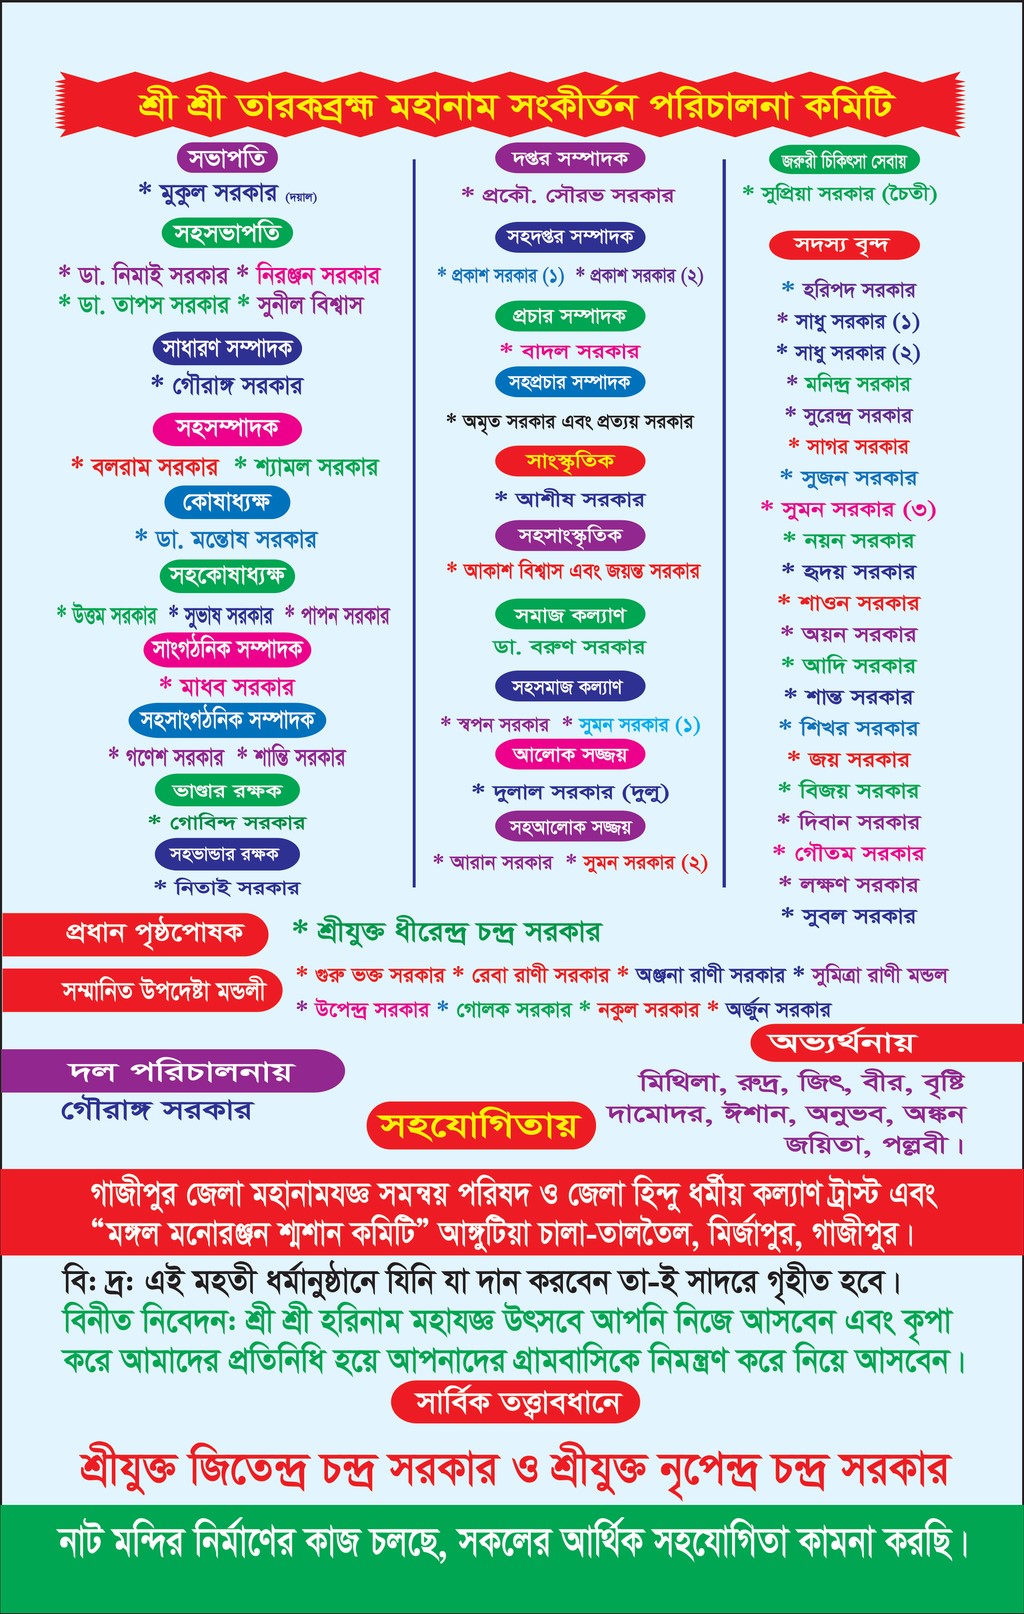 শ্রী শ্রী তারকব্রহ্ম মহানাম সংকীর্তন পরিচালনা কমিটি
সভাপতি
* মুকুল সরকার (দয়াল)
সহসভাপতি
* ডা. নিমাই সরকার * নিরঞ্জন সরকার
* ডা. তাপস সরকার * সুনীল বিশ্বাস
সাধারণ সম্পাদক
* গৌরাঙ্গ সরকার
সহসম্পাদক
* বলরাম সরকার * শ্যামল সরকার
কোষাধ্যক্ষ
* ডা. মন্তোষ সরকার
সহকোষাধ্যক্ষ
* উত্তম সরকার * সুভাষ সরকার * পাপন সরকার
সাংগঠনিক সম্পাদক
* মাধব সরকার
সহসাংগঠনিক সম্পাদক
* গণেশ সরকার * শান্তি সরকার
ভাণ্ডার রক্ষক
* গোবিন্দ সরকার
সহভান্ডার রক্ষক
* নিতাই সরকার
দপ্তর সম্পাদক
* প্রকৌ. সৌরভ সরকার
সহদপ্তর সম্পাদক
* প্রকাশ সরকার (১) * প্রকাশ সরকার (২)
প্রচার সম্পাদক
* বাদল সরকার
সহপ্রচার সম্পাদক
* অমৃত সরকার এবং প্রত্যয় সরকার
সাংস্কৃতিক
* আশীষ সরকার
সহসাংস্কৃতিক
* আকাশ বিশ্বাস এবং জয়ন্ত সরকার
সমাজ কল্যাণ
ডা. বরুণ সরকার
সহসমাজ কল্যাণ
* স্বপন সরকার * সুমন সরকার (১)
আলোক সজ্জয়
* দুলাল সরকার (দুলু)
সহআলোক সজ্জয়
* আরান সরকার * সুমন সরকার (২)
জরুরী চিকিৎসা সেবায়
* সুপ্রিয়া সরকার (চৈতী)
সদস্য বৃন্দ
* হরিপদ সরকার
* সাধু সরকার (১)
* সাধু সরকার (২)
* মনিন্দ্র সরকার
* সুরেন্দ্র সরকার
* সাগর সরকার
* সুজন সরকার
* সুমন সরকার (৩)
* নয়ন সরকার
* হৃদয় সরকার
* শাওন সরকার
* অয়ন সরকার
* আদি সরকার
* শান্ত সরকার
* শিখর সরকার
* জয় সরকার
* বিজয় সরকার
* দিবান সরকার
* গৌতম সরকার
* লক্ষণ সরকার
* সুবল সরকার
প্রধান পৃষ্ঠপোষক * শ্রীযুক্ত ধীরেন্দ্র চন্দ্র সরকার
সম্মানিত উপদেষ্টা মন্ডলী
* গুরু ভক্ত সরকার * রেবা রাণী সরকার * অঞ্জনা রাণী সরকার * সুমিত্রা রাণী মন্ডল
* উপেন্দ্র সরকার * গোলক সরকার * নকুল সরকার * অর্জুন সরকার
দল পরিচালনায়
গৌরাঙ্গ সরকার
অভ্যর্থনায়
মিথিলা, রুদ্র, জিৎ, বীর, বৃষ্টি
দামোদর, ঈশান, অনুভব, অঙ্কন
জয়িতা, পল্লবী।
সহযোগিতায়
গাজীপুর জেলা মহানামযজ্ঞ সমন্বয় পরিষদ ও জেলা হিন্দু ধর্মীয় কল্যাণ ট্রাস্ট এবং
“মঙ্গল মনোরঞ্জন শ্মশান কমিটি” আঙ্গুটিয়া চালা-তালতৈল, মির্জাপুর, গাজীপুর।
বি: দ্র: এই মহতী ধর্মানুষ্ঠানে যিনি যা দান করবেন তা-ই সাদরে গৃহীত হবে।
বিনীত নিবেদন: শ্রী শ্রী হরিনাম মহাযজ্ঞ উৎসবে আপনি নিজে আসবেন এবং কৃপা
করে আমাদের প্রতিনিধি হয়ে আপনাদের গ্রামবাসিকে নিমন্ত্রণ করে নিয়ে আসবেন।
সার্বিক তত্ত্বাবধানে
শ্রীযুক্ত জিতেন্দ্র চন্দ্র সরকার ও শ্রীযুক্ত নৃপেন্দ্র চন্দ্র সরকার
নাট মন্দির নির্মাণের কাজ চলছে, সকলের আর্থিক সহযোগিতা কামনা করছি।